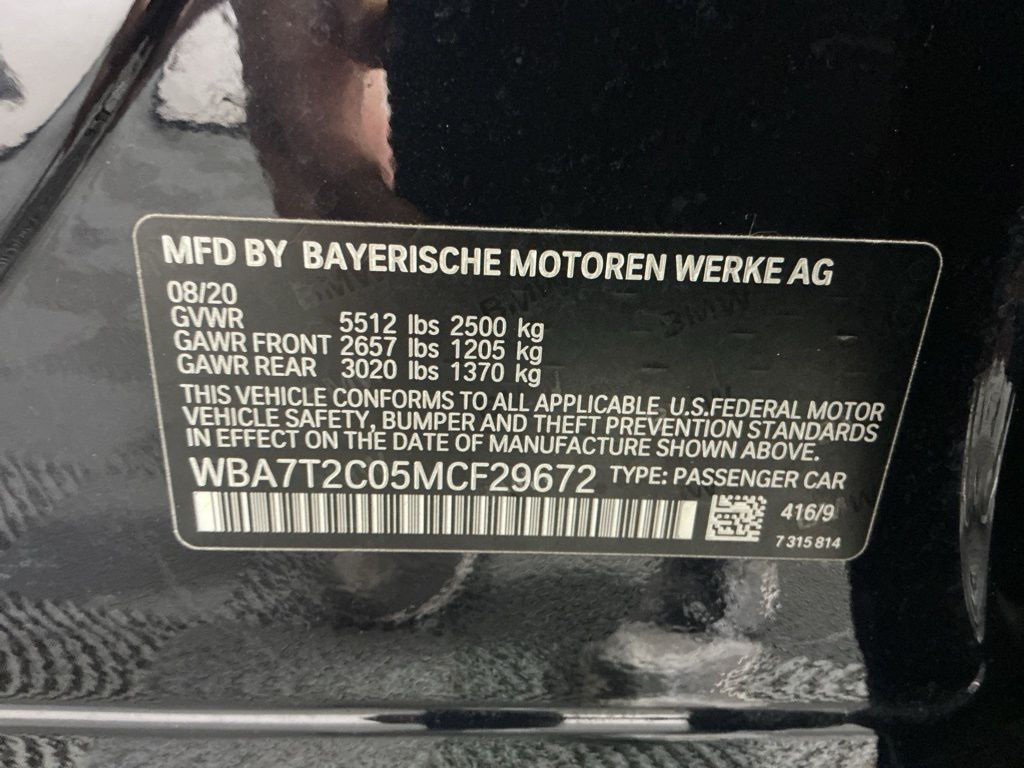 MFD BY BAYERISCHE MOTOREN WERKE AG
08/20
GVWR 5512 lbs 2500 kg
GAWR FRONT 2657 lbs 1205 kg
GAWR REAR 3020 lbs 1370 kg
THIS VEHICLE CONFORMS TO ALL APPLICABLE U.S.FEDERAL MOTOR
VEHICLE SAFETY, BUMPER AND THEFT PREVENTION STANDARDS
IN EFFECT ON THE DATE OF MANUFACTURE SHOWN ABOVE.
WBA7T2C05MCF29672 TYPE: PASSENGER CAR
416/9
7 315 814